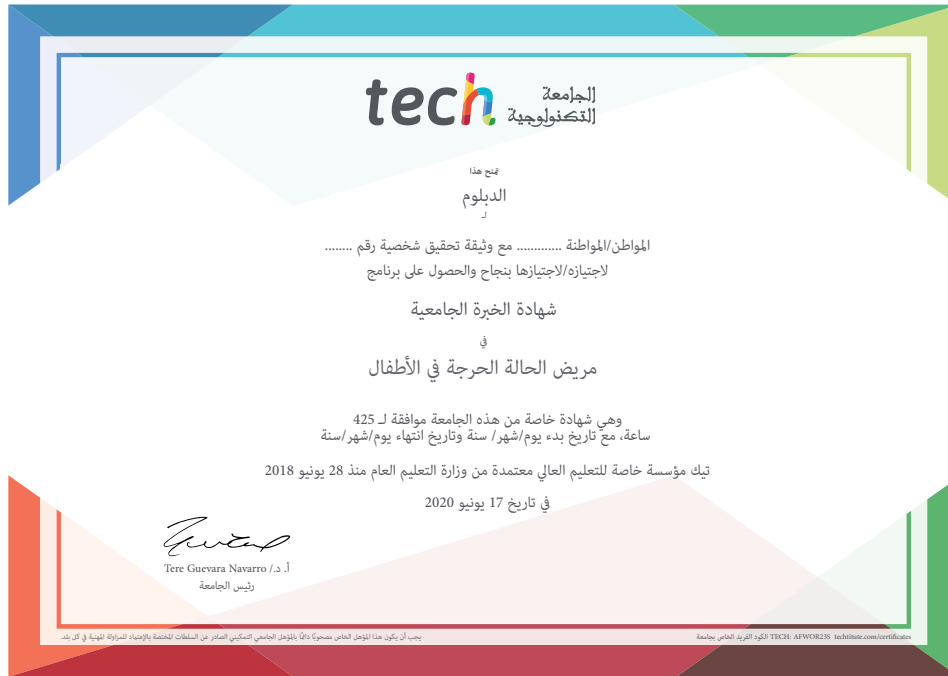 tech الجامعة
التكنولوجية
تمنح هذا
الدبلوم
لـ
المواطن/المواطنة ............. مع وثيقة تحقيق شخصية رقم ........
لاجتيازه/لاجتيازها بنجاح والحصول على برنامج
شهادة الخبرة الجامعية
في
مريض الحالة الحرجة في الأطفال
وهي شهادة خاصة من هذه الجامعة موافقة لـ 425
ساعة، مع تاريخ بدء يوم/شهر/ سنة وتاريخ انتهاء يوم/شهر/سنة
تيك مؤسسة خاصة للتعليم العالي معتمدة من وزارة التعليم العام منذ 28 يونيو 2018
في تاريخ 17 يونيو 2020
أ. د./ Tere Guevara Navarro
رئيس الجامعة
يجب أن يكون هذا المؤهل الخاص مصحوبًا دائمًا بالمؤهل الجامعي التمكيني الصادر عن السلطات المختصة بالإعتماد للمزاولة المهنية في كل بلد.
الكود الفريد الخاص بجامعة TECH: AFWOR23S techtitute.com/certificates